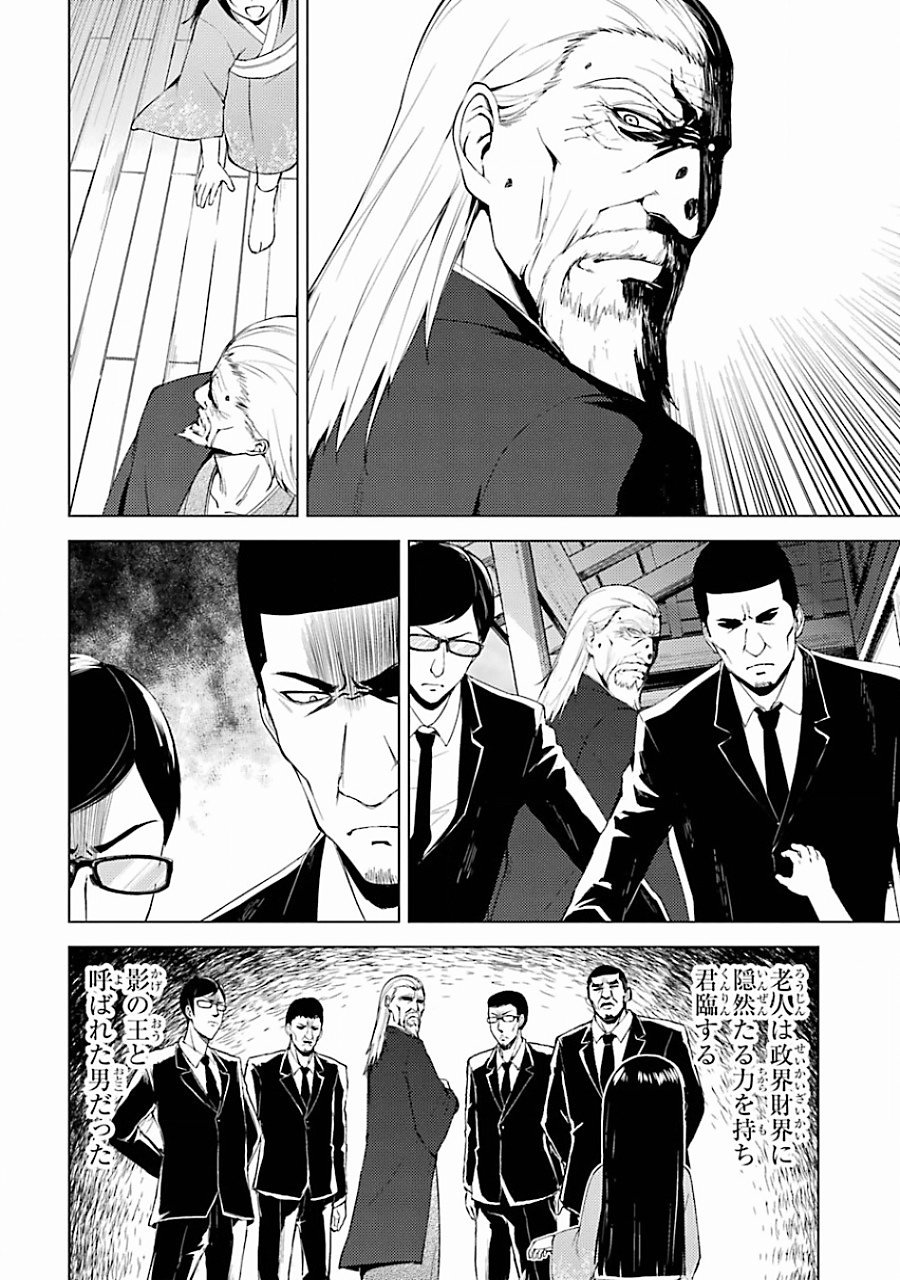 老人は政界財界に
隠然たる力を持ち
君臨する
影の王と
呼ばれた男だった